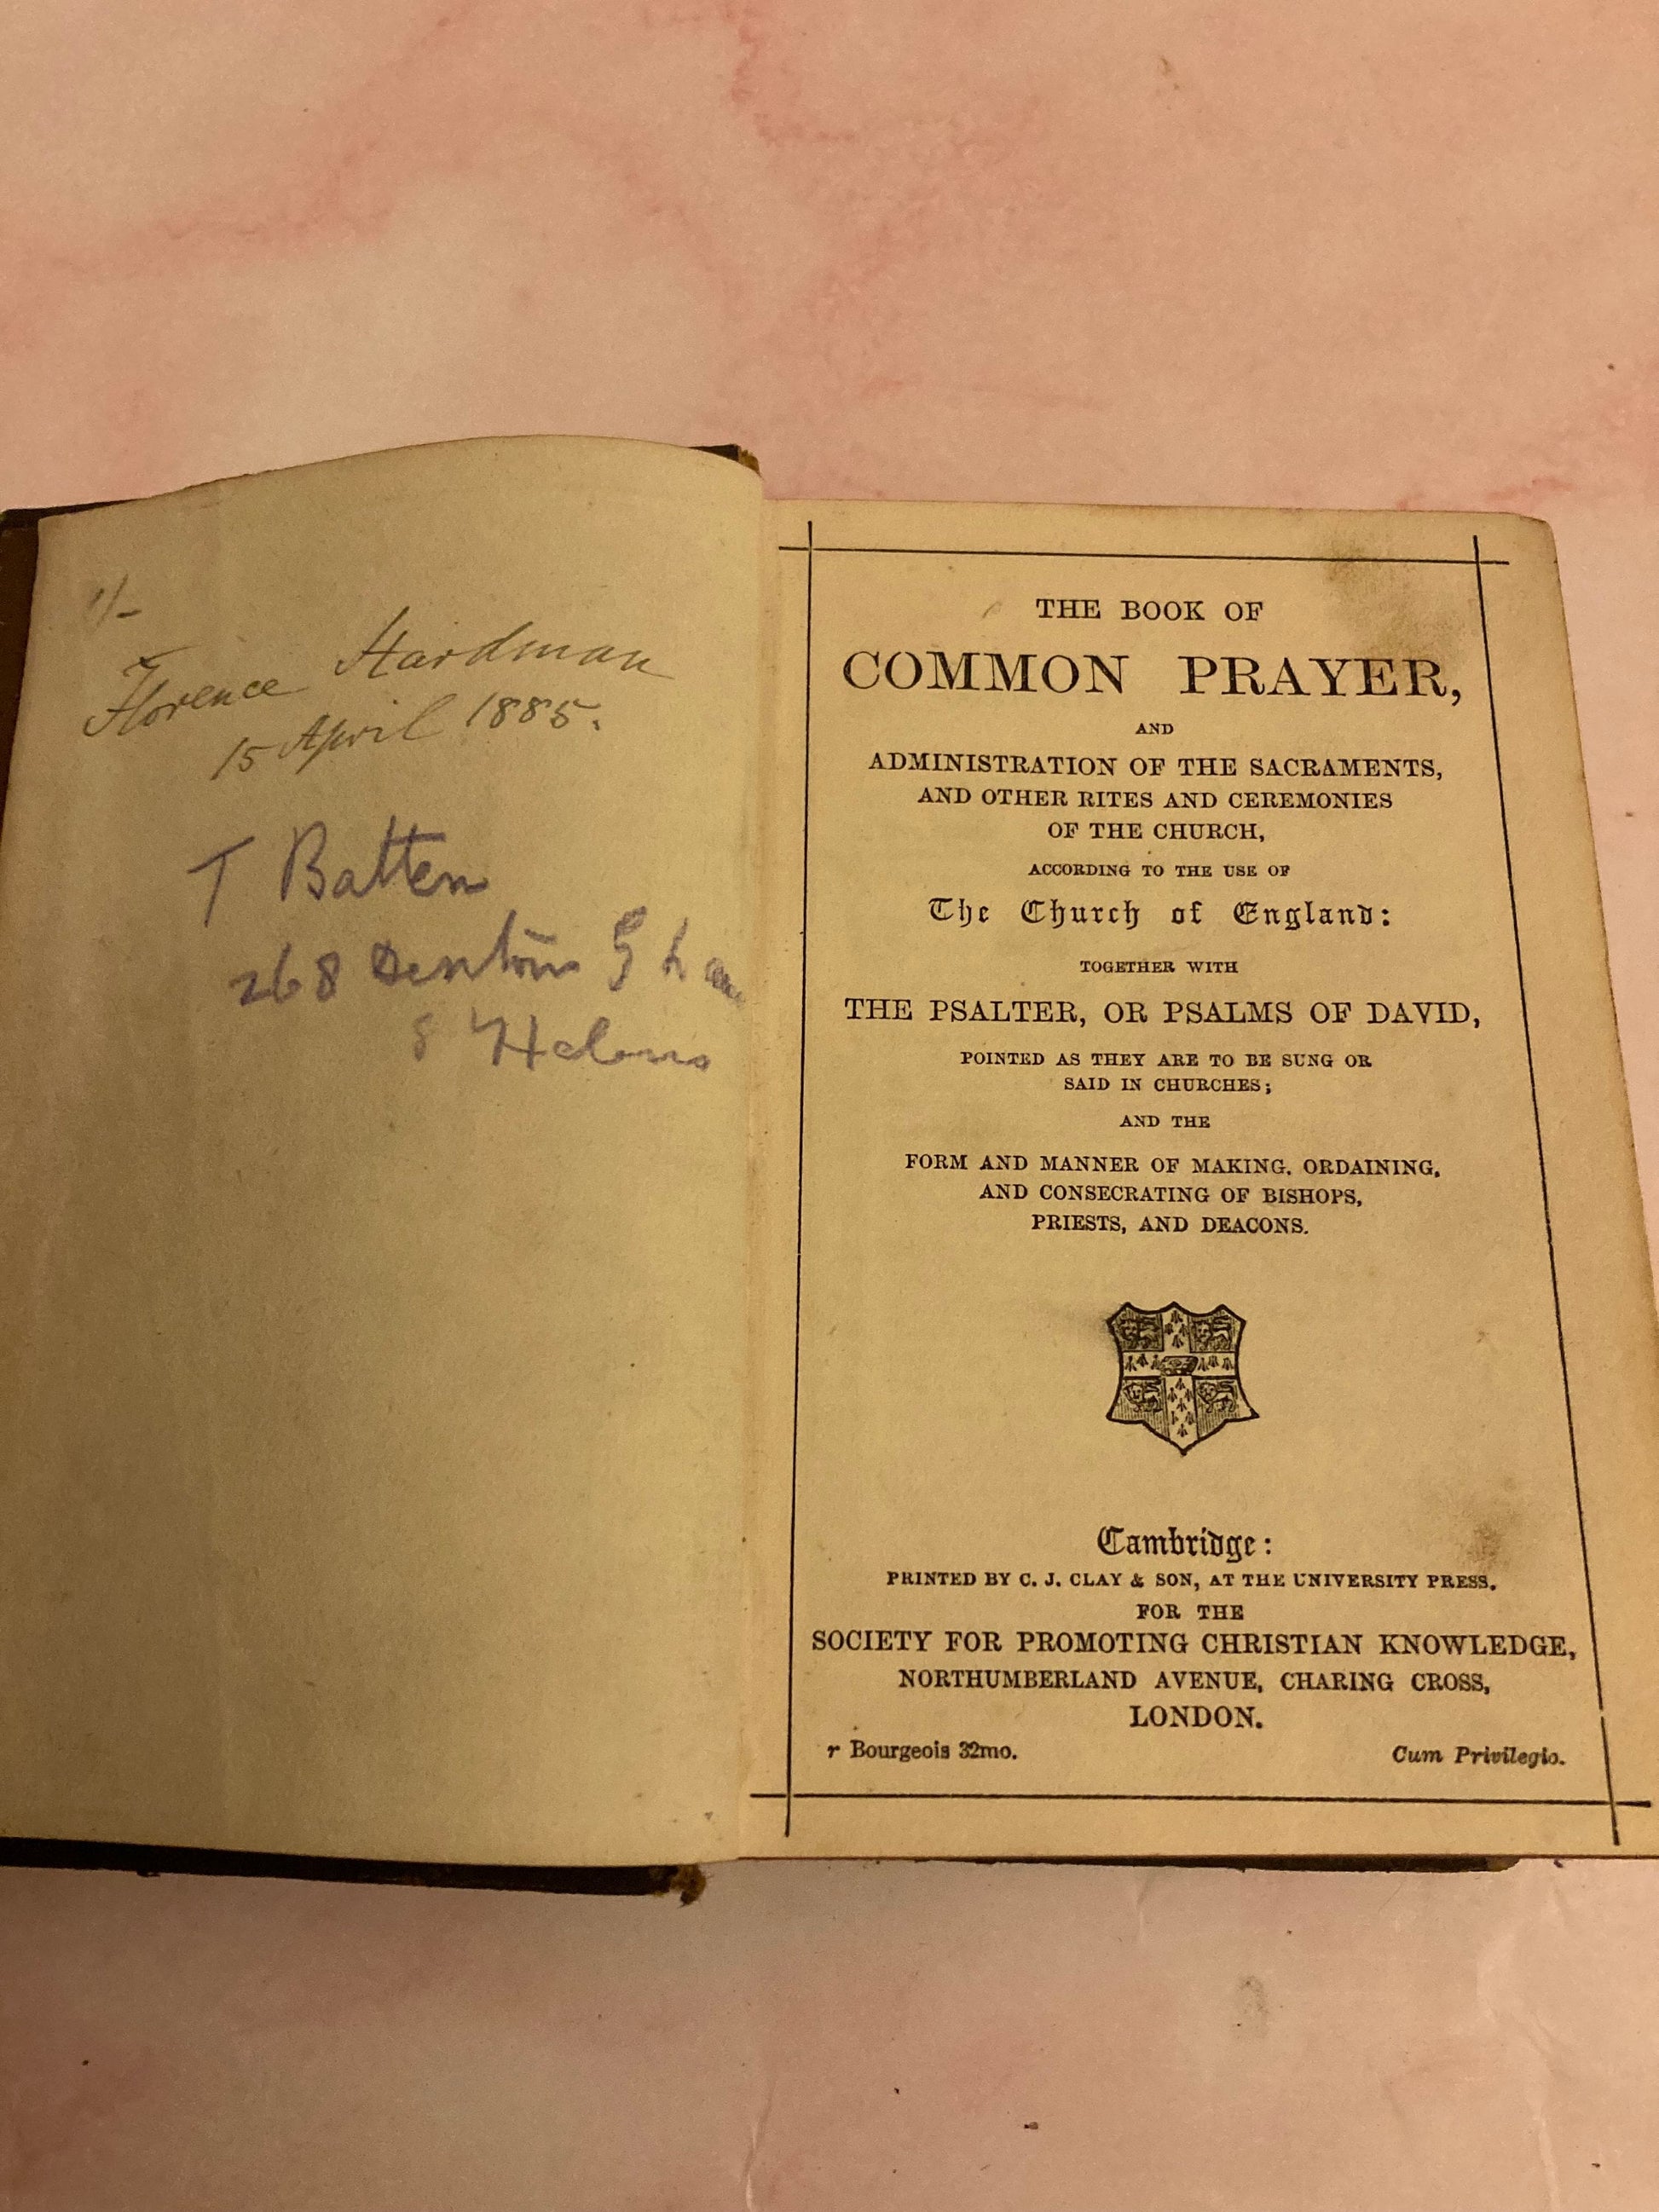 1/-
Florence Hardman
15 April 1885.
T Batten
268 Dentons G Lane
S Helens
THE BOOK OF
COMMON PRAYER,
AND
ADMINISTRATION OF THE SACRAMENTS,
AND OTHER RITES AND CEREMONIES
OF THE CHURCH,
ACCORDING TO THE USE OF
The Church of England:
TOGETHER WITH
THE PSALTER, OR PSALMS OF DAVID,
POINTED AS THEY ARE TO BE SUNG OR
SAID IN CHURCHES;
AND THE
FORM AND MANNER OF MAKING, ORDAINING,
AND CONSECRATING OF BISHOPS,
PRIESTS, AND DEACONS.
Cambridge:
PRINTED BY C. J. CLAY & SON, AT THE UNIVERSITY PRESS,
FOR THE
SOCIETY FOR PROMOTING CHRISTIAN KNOWLEDGE,
NORTHUMBERLAND AVENUE, CHARING CROSS,
LONDON.
r Bourgeois 32mo. Cum Privilegio.